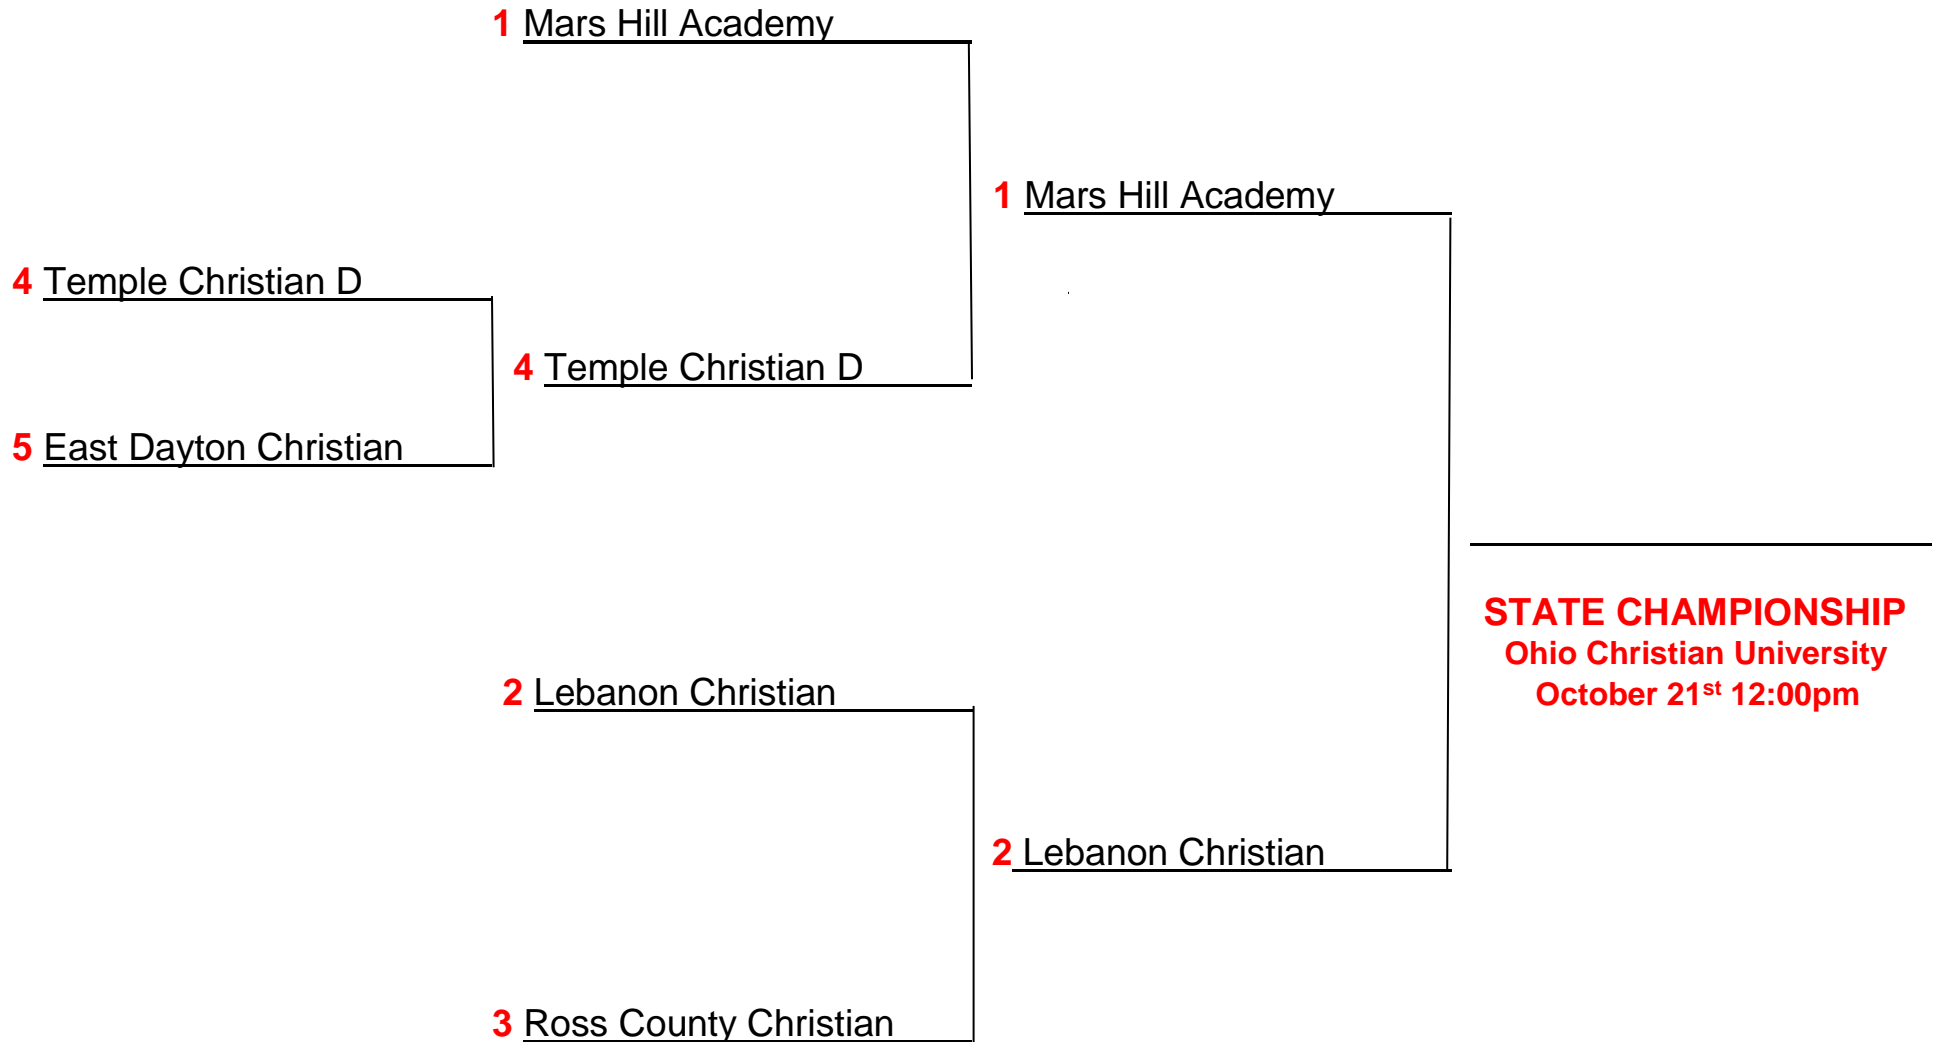 1 Mars Hill Academy
1 Mars Hill Academy
4 Temple Christian D
4 Temple Christian D
5 East Dayton Christian
STATE CHAMPIONSHIP
Ohio Christian University
October 21st 12:00pm
2 Lebanon Christian
2 Lebanon Christian
3 Ross County Christian